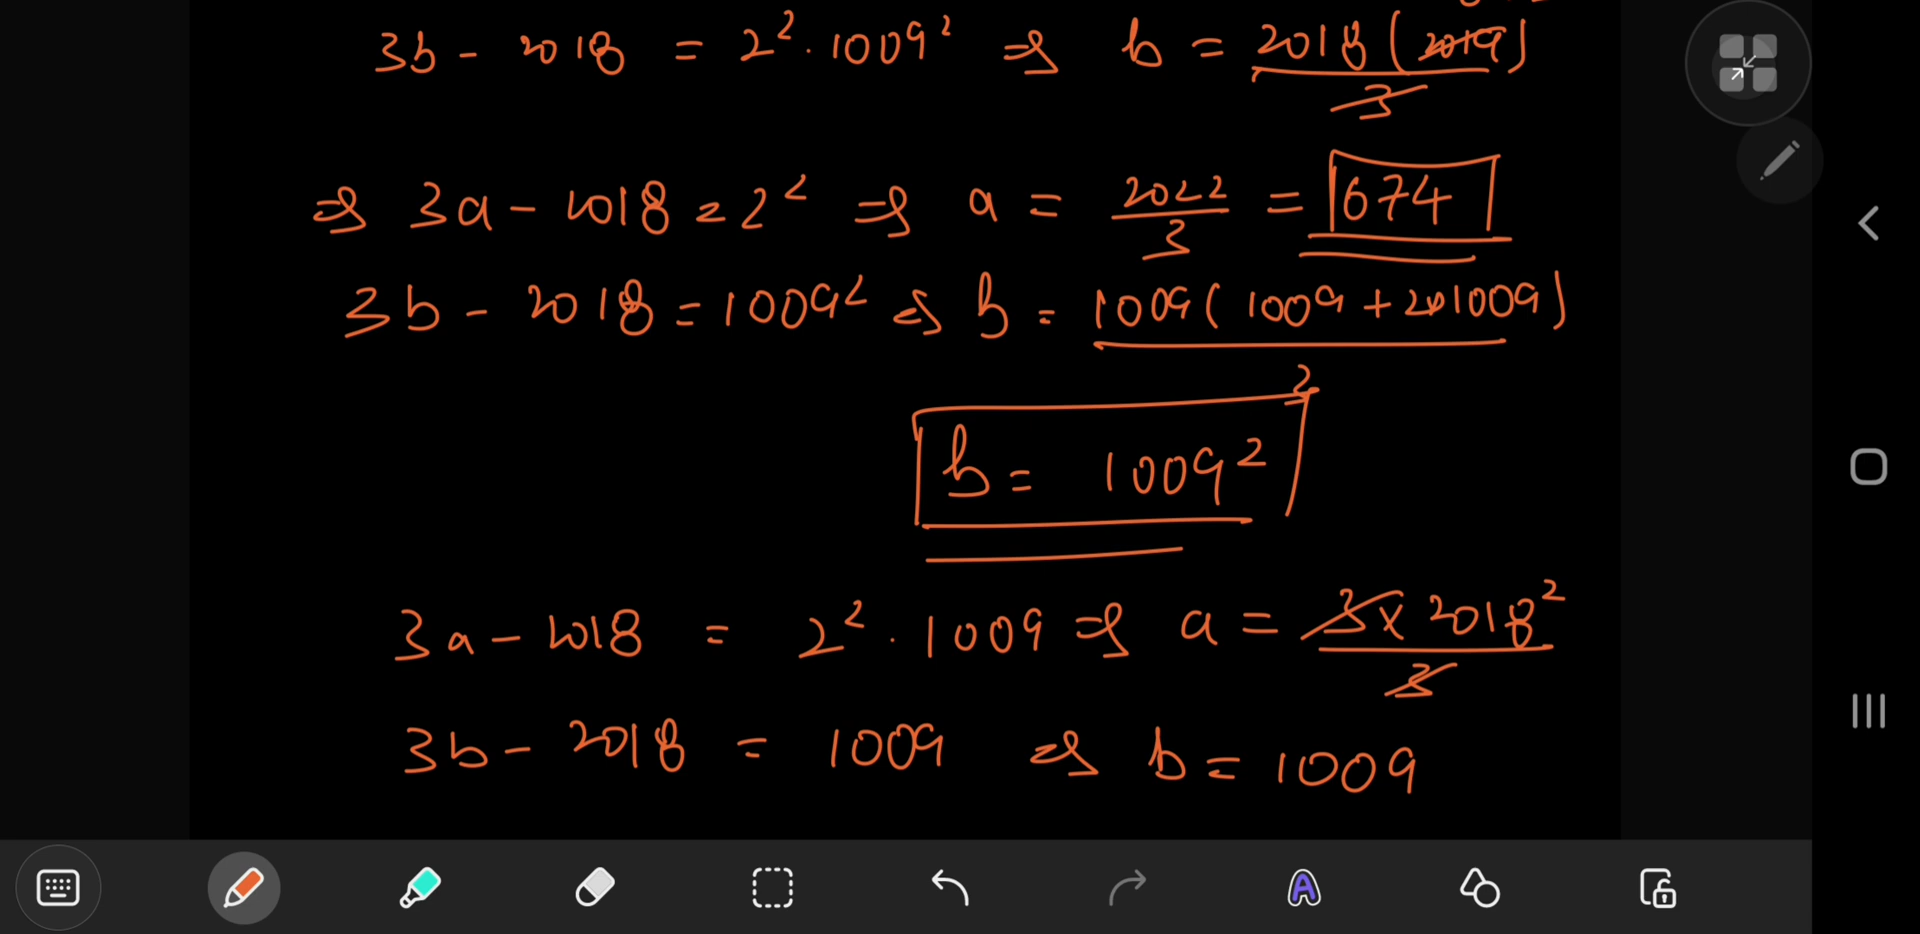 3b - 2018 = 2² · 1009² ⇒ b = 2018(2019)/3
⇒ 3a - 2018 = 2² ⇒ a = 2022/3 = 674
3b - 2018 = 1009² ⇒ b = 1009(1009 + 2×1009)
3
b = 1009²
3a - 2018 = 2² · 1009 ⇒ a = 3×2018²/3
3b - 2018 = 1009 ⇒ b = 1009
A